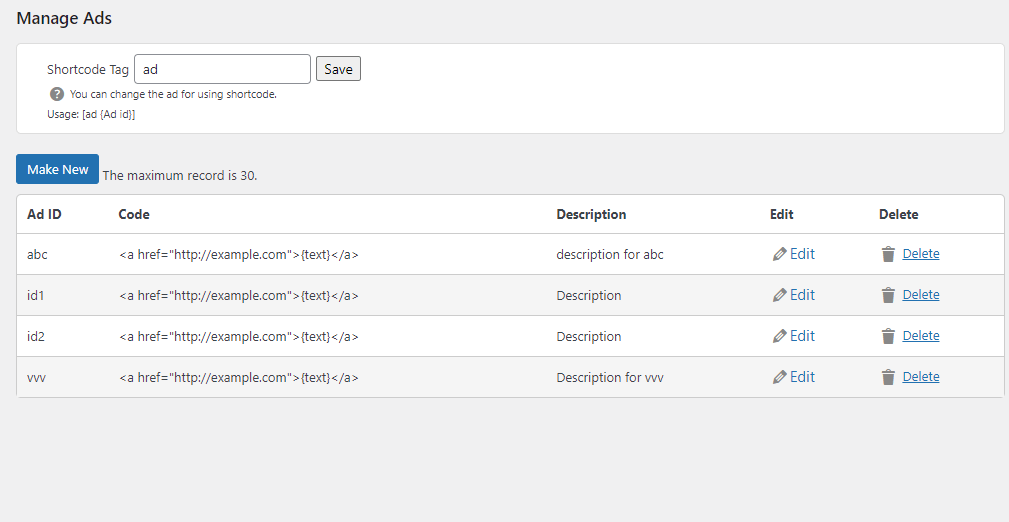 Manage Ads
Shortcode Tag ad Save
? You can change the ad for using shortcode.
Usage: [ad {Ad id}]
Make New The maximum record is 30.
Ad ID Code Description Edit Delete
abc <a href="http://example.com">{text}</a> description for abc Edit Delete
id1 <a href="http://example.com">{text}</a> Description Edit Delete
id2 <a href="http://example.com">{text}</a> Description Edit Delete
vvv <a href="http://example.com">{text}</a> Description for vvv Edit Delete